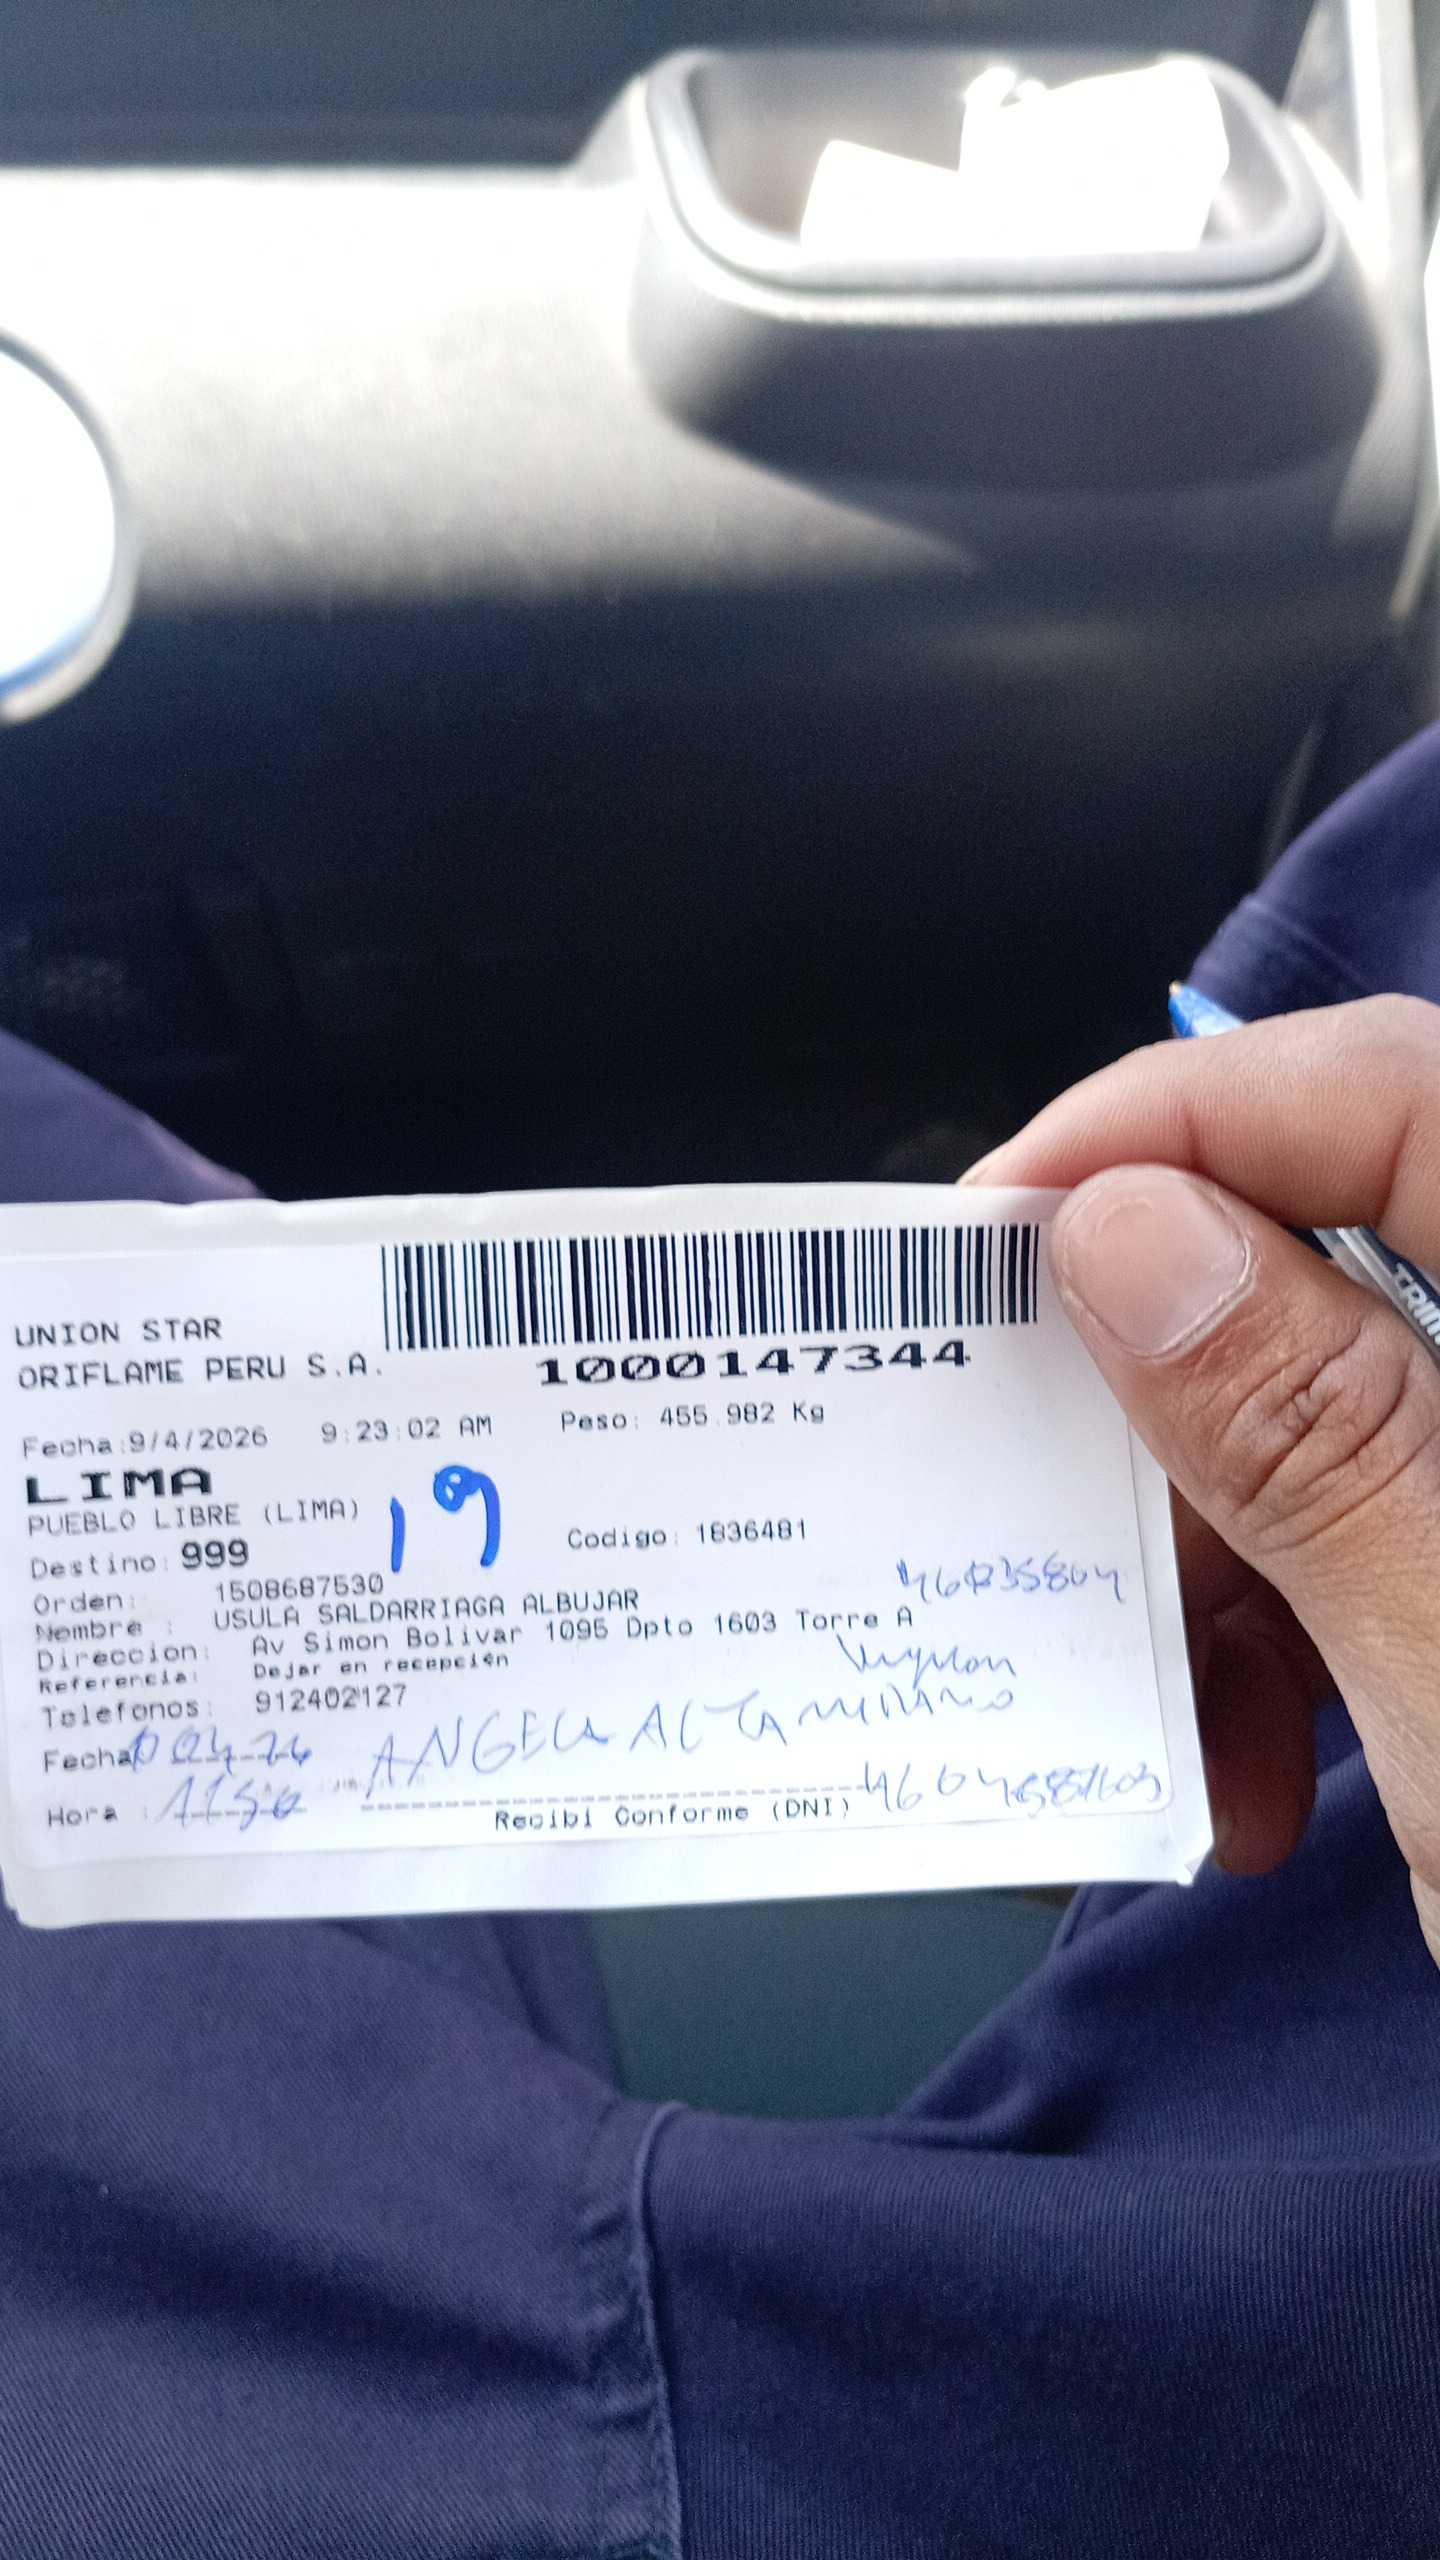 UNION STAR
ORIFLAME PERU S.A.
1000147344
Fecha:9/4/2026 9:23:02 AM Peso: 455.982 Kg
LIMA
PUEBLO LIBRE (LIMA)
19
Destino: 999 Codigo: 1836481
Orden: 1508687530
Nombre : USULA SALDARRIAGA ALBUJAR
Direccion: Av Simon Bolivar 1095 Dpto 1603 Torre A
Referencia: Dejar en recepción
Telefonos: 912402127
Fecha
ANGELA ALTAMIRANO
Hora :
Recibi Conforme (DNI)
TRIM